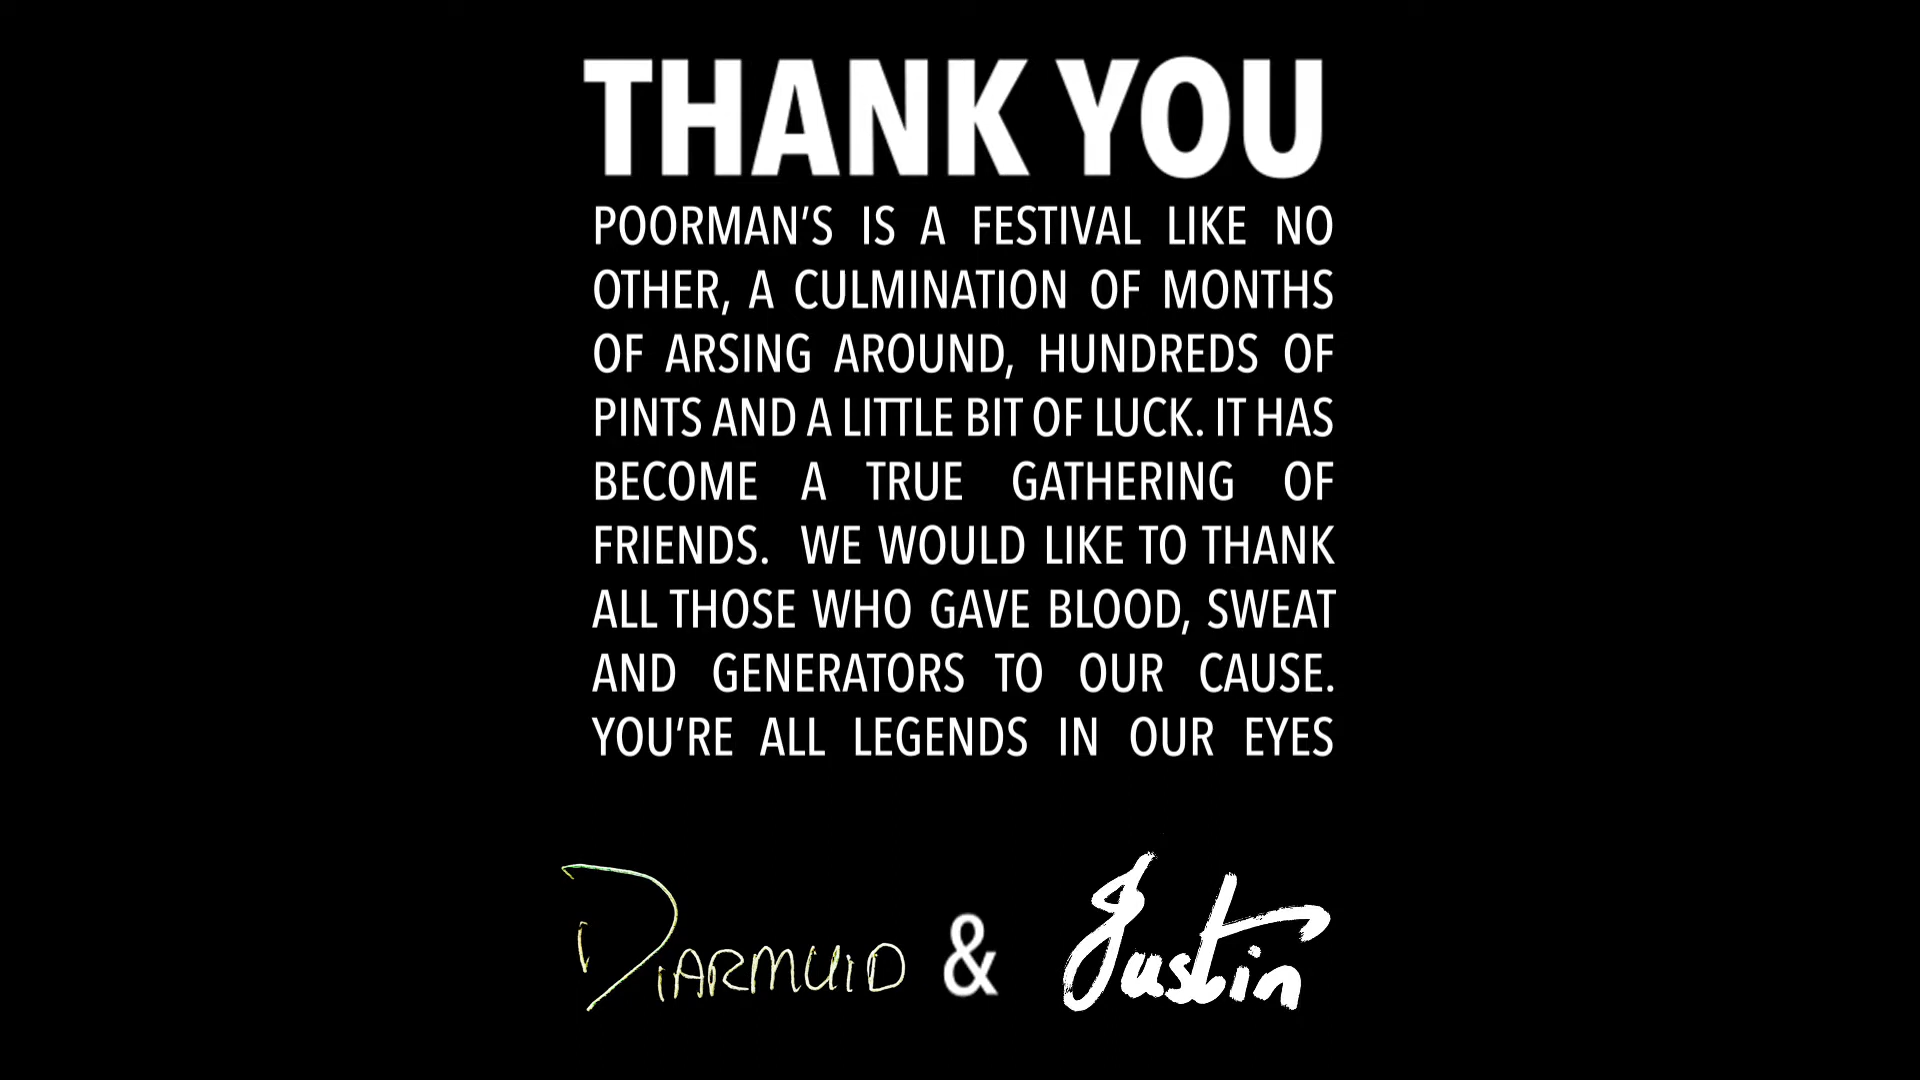 THANK YOU
POORMAN'S IS A FESTIVAL LIKE NO
OTHER, A CULMINATION OF MONTHS
OF ARSING AROUND, HUNDREDS OF
PINTS AND A LITTLE BIT OF LUCK. IT HAS
BECOME A TRUE GATHERING OF
FRIENDS. WE WOULD LIKE TO THANK
ALL THOSE WHO GAVE BLOOD, SWEAT
AND GENERATORS TO OUR CAUSE.
YOU'RE ALL LEGENDS IN OUR EYES
DIARMUID & Justin